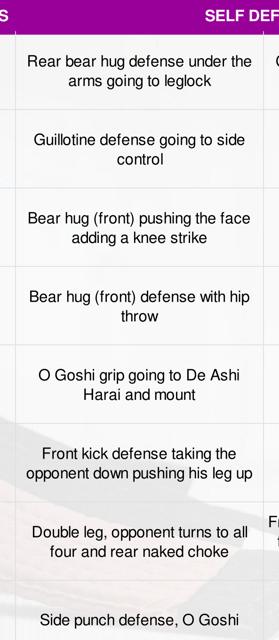 S
SELF DEF
Rear bear hug defense under the
arms going to leglock
Guillotine defense going to side
control
Bear hug (front) pushing the face
adding a knee strike
Bear hug (front) defense with hip
throw
O Goshi grip going to De Ashi
Harai and mount
Front kick defense taking the
opponent down pushing his leg up
Double leg, opponent turns to all
four and rear naked choke
Side punch defense, O Goshi